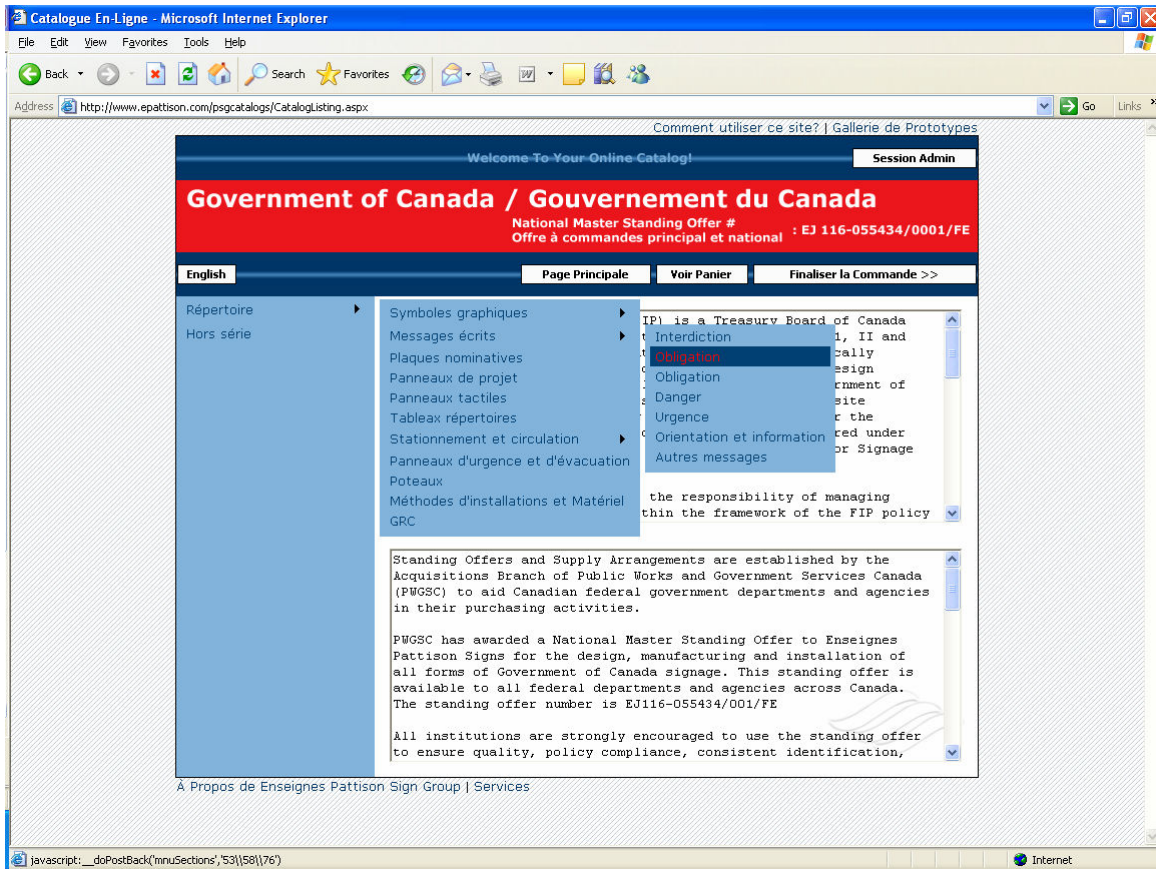 Catalogue En-Ligne - Microsoft Internet Explorer
File Edit View Favorites Tools Help
Back Search Favorites
Address http://www.epattison.com/psgcatalogs/CatalogListing.aspx Go Links »
Comment utiliser ce site? | Gallerie de Prototypes
Welcome To Your Online Catalog! Session Admin
Government of Canada / Gouvernement du Canada
National Master Standing Offer #
Offre à commandes principal et national : EJ 116-055434/0001/FE
English Page Principale Voir Panier Finaliser la Commande >>
Répertoire
Hors série
Symboles graphiques
Messages écrits
Plaques nominatives
Panneaux de projet
Panneaux tactiles
Tableax répertoires
Stationnement et circulation
Panneaux d'urgence et d'évacuation
Poteaux
Méthodes d'installations et Matériel
GRC
Interdiction
Obligation
Obligation
Danger
Urgence
Orientation et information
Autres messages
IP) is a Treasury Board of Canada
, II and
cally
esign
rnment of
site
r the
red under
or Signage
the responsibility of managing
thin the framework of the FIP policy
Standing Offers and Supply Arrangements are established by the
Acquisitions Branch of Public Works and Government Services Canada
(PWGSC) to aid Canadian federal government departments and agencies
in their purchasing activities.
PWGSC has awarded a National Master Standing Offer to Enseignes
Pattison Signs for the design, manufacturing and installation of
all forms of Government of Canada signage. This standing offer is
available to all federal departments and agencies across Canada.
The standing offer number is EJ116-055434/001/FE
All institutions are strongly encouraged to use the standing offer
to ensure quality, policy compliance, consistent identification,
À Propos de Enseignes Pattison Sign Group | Services
javascript:__doPostBack('mnuSections','53\\58\\76') Internet